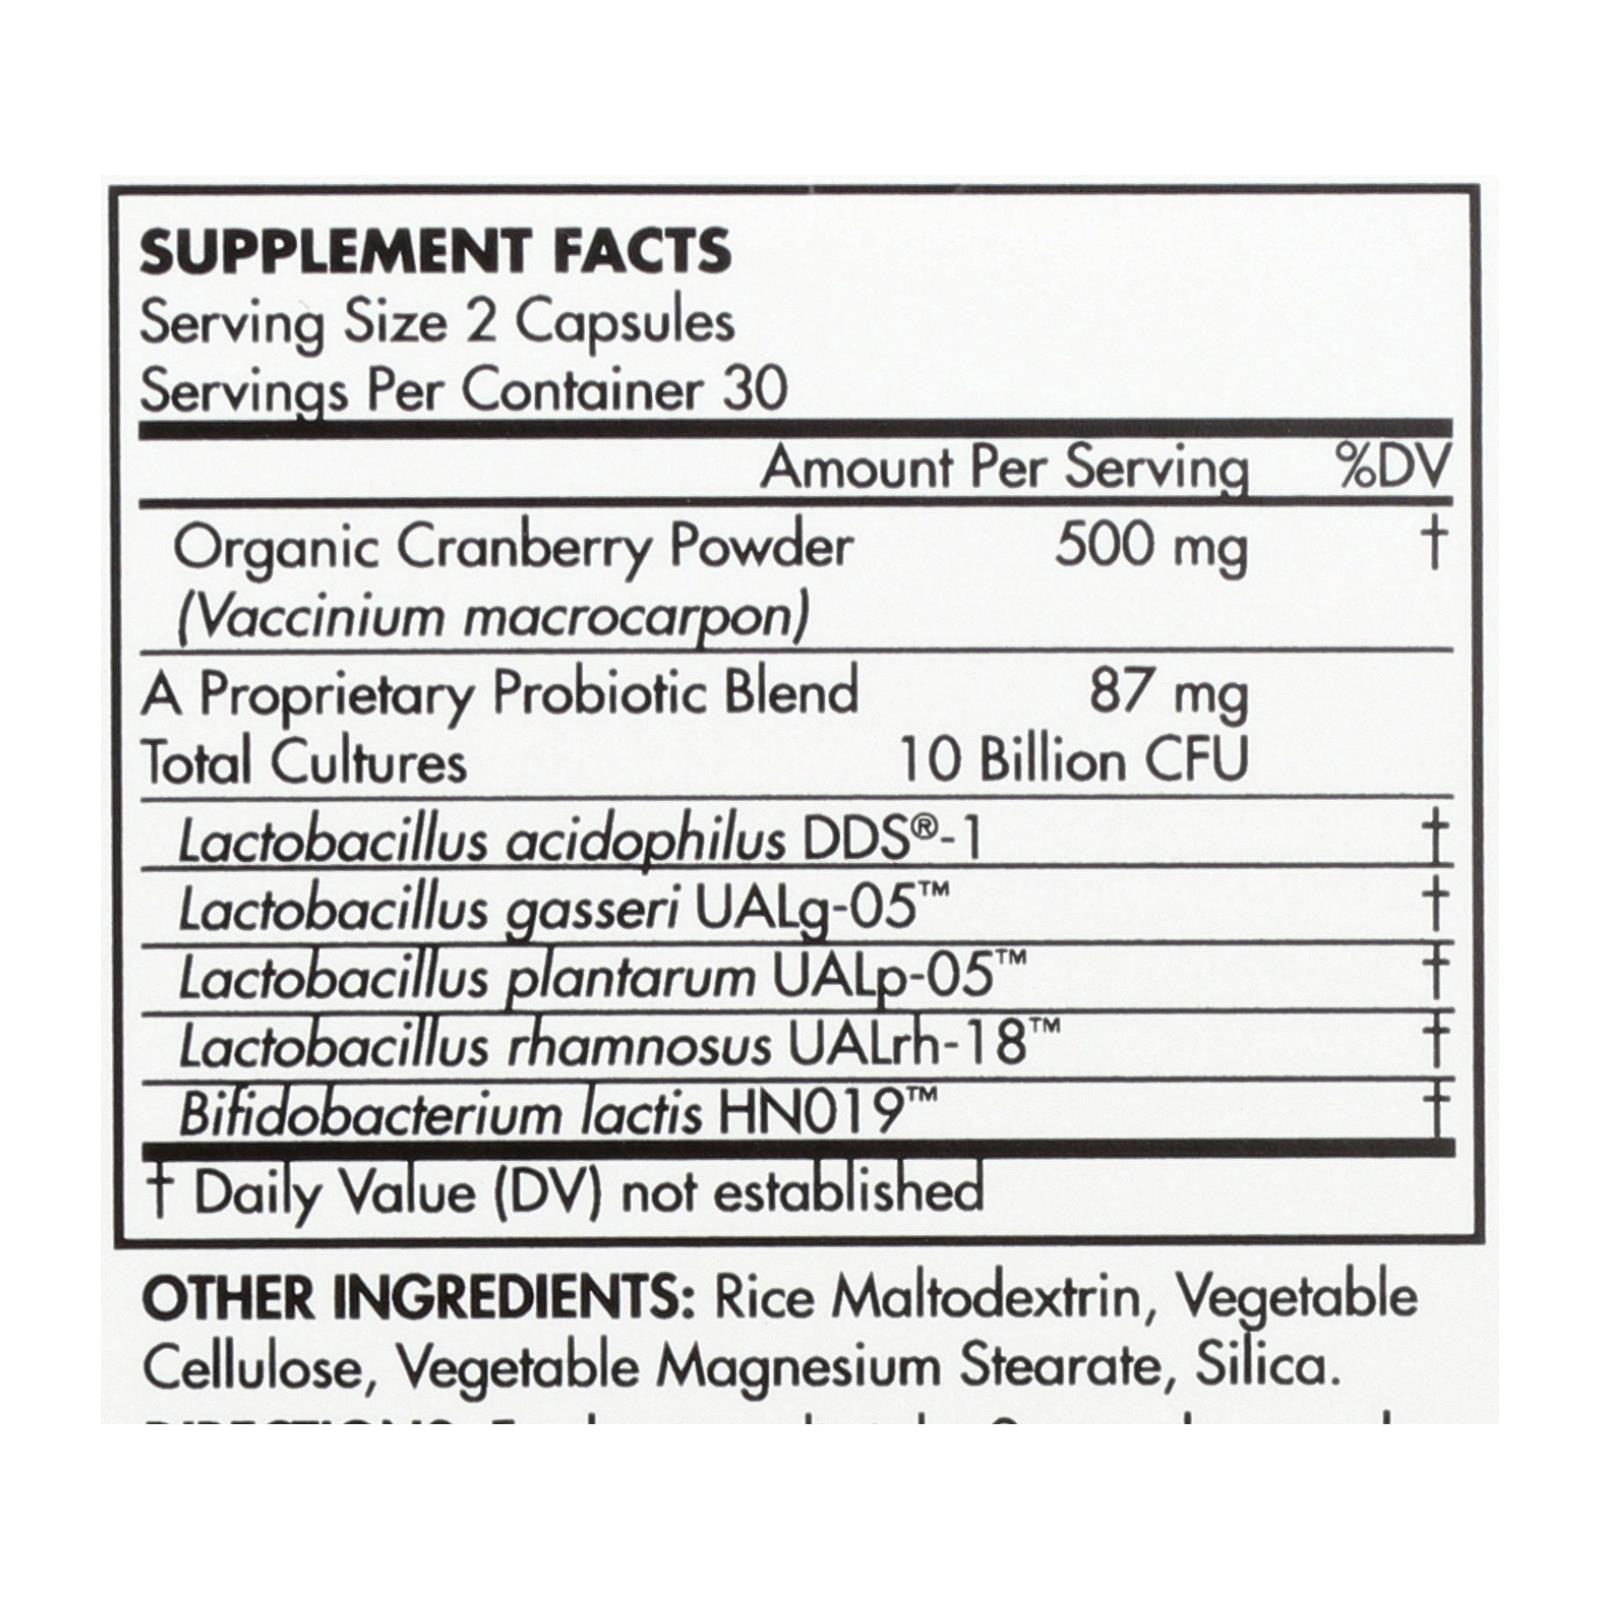 SUPPLEMENT FACTS
Serving Size 2 Capsules
Servings Per Container 30
Amount Per Serving %DV
Organic Cranberry Powder 500 mg †
(Vaccinium macrocarpon)
A Proprietary Probiotic Blend 87 mg
Total Cultures 10 Billion CFU
Lactobacillus acidophilus DDS®-1 †
Lactobacillus gasseri UALg-05™ †
Lactobacillus plantarum UALp-05™ †
Lactobacillus rhamnosus UALrh-18™ †
Bifidobacterium lactis HN019™ †
† Daily Value (DV) not established
OTHER INGREDIENTS: Rice Maltodextrin, Vegetable
Cellulose, Vegetable Magnesium Stearate, Silica.